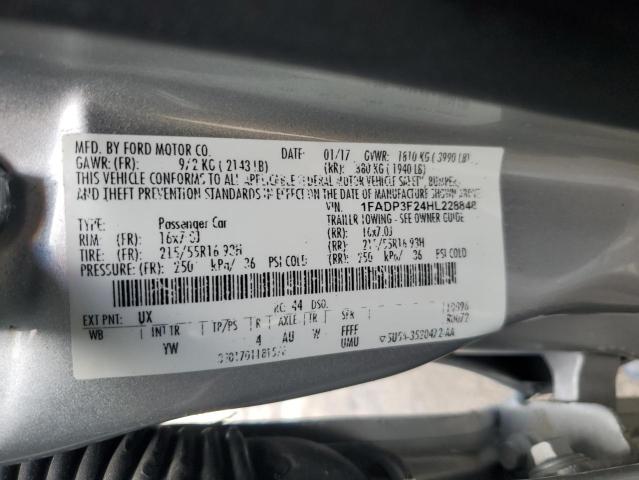 MFD. BY FORD MOTOR CO. DATE: 01/17 GVWR: 1810 KG ( 3990 LB)
GAWR: (FR): 972 KG ( 2143 LB) (RR): 880 KG ( 1940 LB)
THIS VEHICLE CONFORMS TO ALL APPLICABLE FEDERAL MOTOR VEHICLE SAFETY, BUMPER,
AND THEFT PREVENTION STANDARDS IN EFFECT ON THE DATE OF MANUFACTURE SHOWN ABOVE
VIN: 1FADP3F24HL228848
TYPE: Passenger Car TRAILER TOWING - SEE OWNER GUIDE
RIM: (FR): 16x7.0J (RR): 16x7.0J
TIRE: (FR): 215/55R16 93H (RR): 215/55R16 93H
PRESSURE: (FR): 250 kPa/ 36 PSI COLD (RR): 250 kPa/ 36 PSI COLD
EXT PNT: UX RC: 44 DSO:
WB INT TR TP/PS R AXLE TR SPR
YW 4 AU W FFFF
UMU